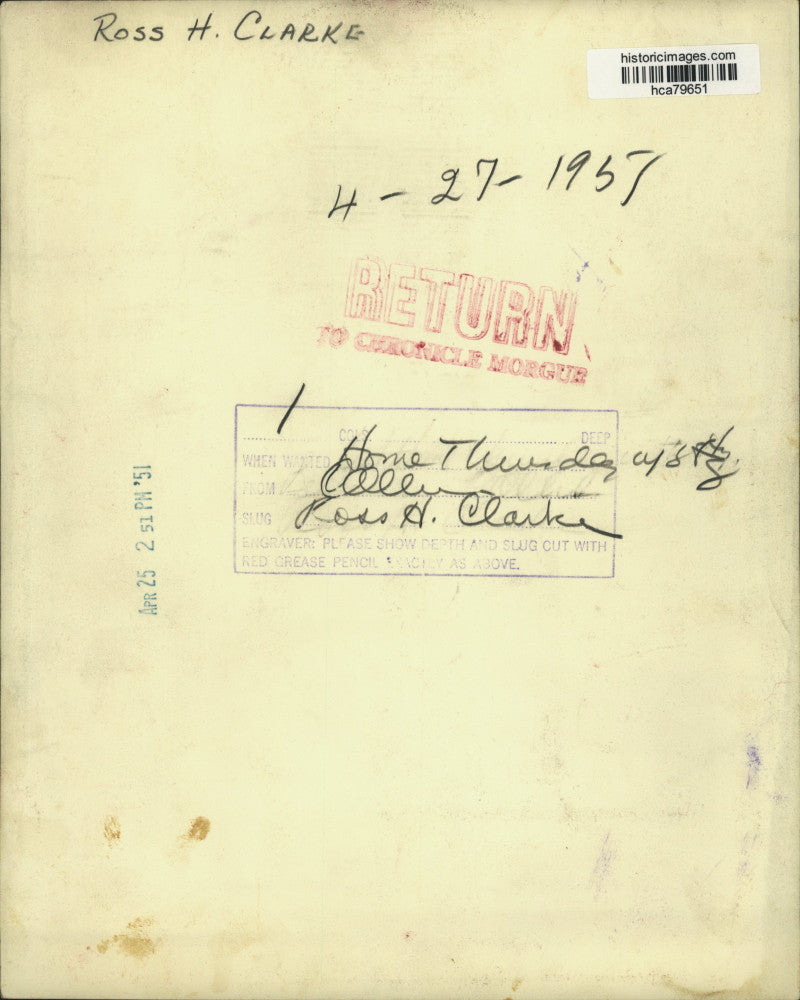 Ross H. Clarke
historicimages.com
hca79651
4-27-1951
RETURN
TO CHRONICLE MORGUE
1
COLS DEEP
WHEN WANTED Home Thursday
FROM
SLUG Ross H. Clarke
ENGRAVER: PLEASE SHOW DEPTH AND SLUG CUT WITH
RED GREASE PENCIL EXACTLY AS ABOVE.
APR 25 2 51 PM '51